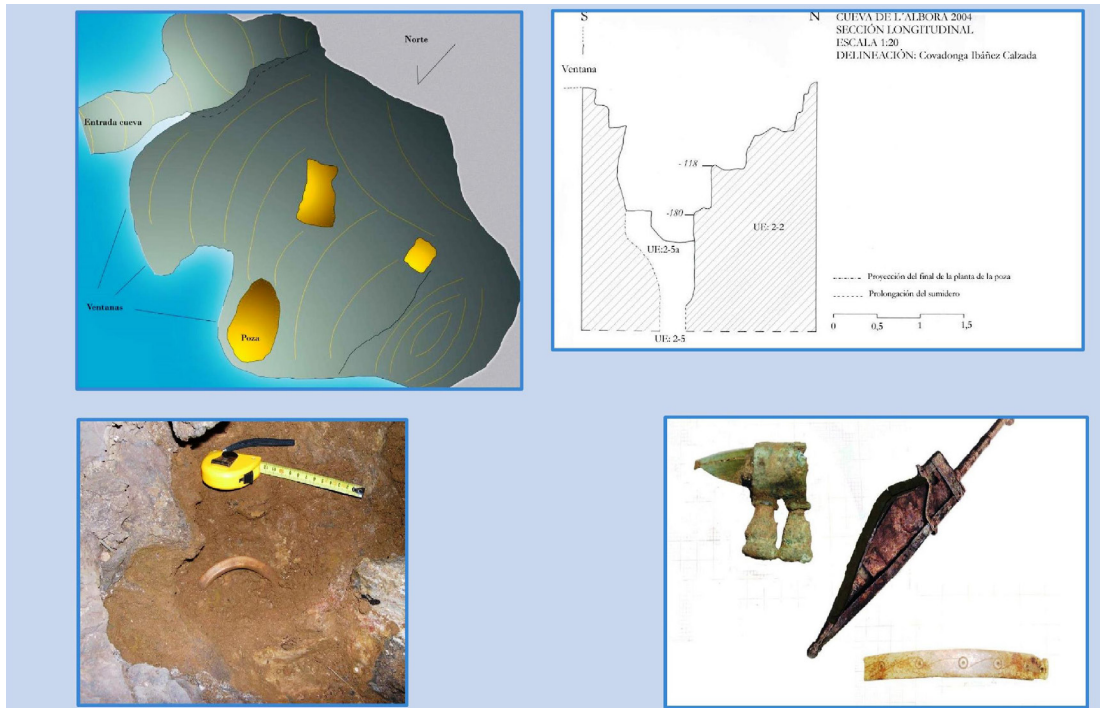 Norte
Entrada cueva
Ventanas
Poza
S
N
CUEVA DE L'ALBORA 2004
SECCIÓN LONGITUDINAL
ESCALA 1:20
DELINEACIÓN: Covadonga Ibáñez Calzada
Ventana
-118
-180
UE: 2-2
UE:2-5a
Proyección del final de la planta de la poza
Prolongación del sumidero
0 0,5 1 1,5
UE: 2-5